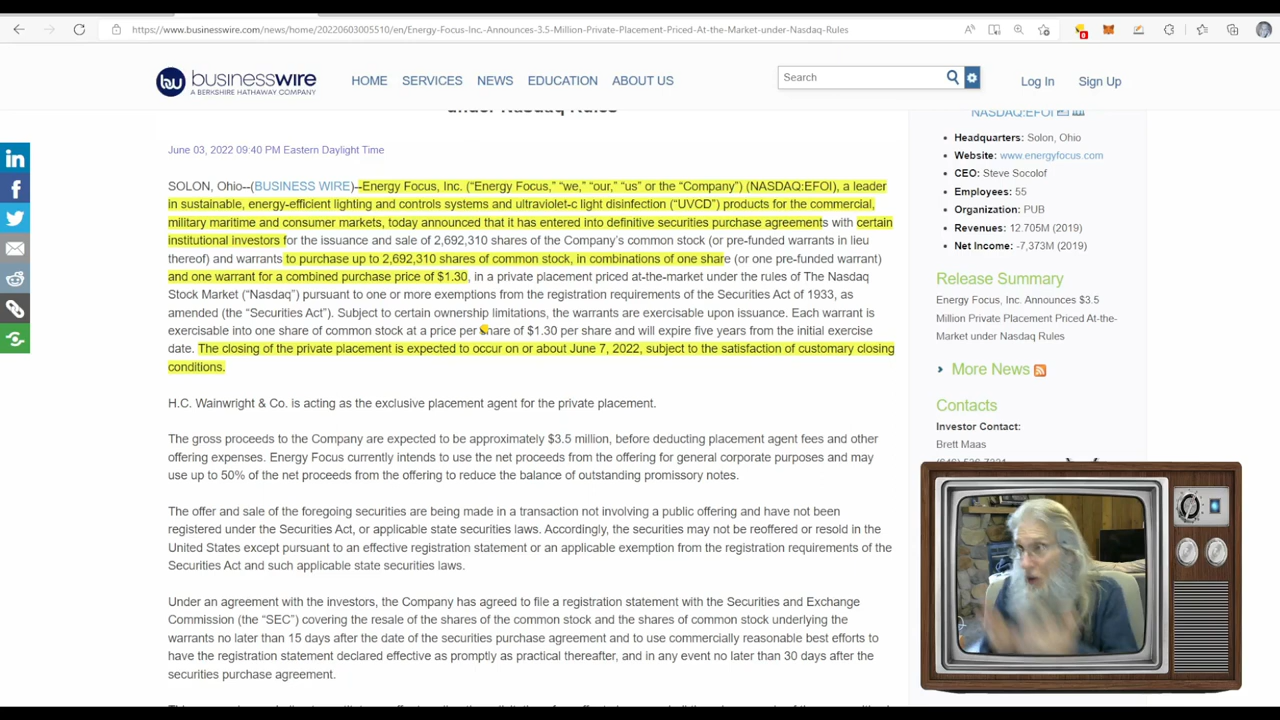 https://www.businesswire.com/news/home/20220603005510/en/Energy-Focus-Inc.-Announces-3.5-Million-Private-Placement-Priced-At-the-Market-under-Nasdaq-Rules
businesswire
A BERKSHIRE HATHAWAY COMPANY
HOME SERVICES NEWS EDUCATION ABOUT US
Search
Log In Sign Up
under Nasdaq Rules
June 03, 2022 09:40 PM Eastern Daylight Time
SOLON, Ohio--(BUSINESS WIRE)--Energy Focus, Inc. (“Energy Focus,” “we,” “our,” “us” or the “Company”) (NASDAQ:EFOI), a leader
in sustainable, energy-efficient lighting and controls systems and ultraviolet-c light disinfection (“UVCD”) products for the commercial,
military maritime and consumer markets, today announced that it has entered into definitive securities purchase agreements with certain
institutional investors for the issuance and sale of 2,692,310 shares of the Company’s common stock (or pre-funded warrants in lieu
thereof) and warrants to purchase up to 2,692,310 shares of common stock, in combinations of one share (or one pre-funded warrant)
and one warrant for a combined purchase price of $1.30, in a private placement priced at-the-market under the rules of The Nasdaq
Stock Market (“Nasdaq”) pursuant to one or more exemptions from the registration requirements of the Securities Act of 1933, as
amended (the “Securities Act”). Subject to certain ownership limitations, the warrants are exercisable upon issuance. Each warrant is
exercisable into one share of common stock at a price per share of $1.30 per share and will expire five years from the initial exercise
date. The closing of the private placement is expected to occur on or about June 7, 2022, subject to the satisfaction of customary closing
conditions.
H.C. Wainwright & Co. is acting as the exclusive placement agent for the private placement.
The gross proceeds to the Company are expected to be approximately $3.5 million, before deducting placement agent fees and other
offering expenses. Energy Focus currently intends to use the net proceeds from the offering for general corporate purposes and may
use up to 50% of the net proceeds from the offering to reduce the balance of outstanding promissory notes.
The offer and sale of the foregoing securities are being made in a transaction not involving a public offering and have not been
registered under the Securities Act, or applicable state securities laws. Accordingly, the securities may not be reoffered or resold in the
United States except pursuant to an effective registration statement or an applicable exemption from the registration requirements of the
Securities Act and such applicable state securities laws.
Under an agreement with the investors, the Company has agreed to file a registration statement with the Securities and Exchange
Commission (the “SEC”) covering the resale of the shares of the common stock and the shares of common stock underlying the
warrants no later than 15 days after the date of the securities purchase agreement and to use commercially reasonable best efforts to
have the registration statement declared effective as promptly as practical thereafter, and in any event no later than 30 days after the
securities purchase agreement.
NASDAQ:EFOI
Headquarters: Solon, Ohio
Website: www.energyfocus.com
CEO: Steve Socolof
Employees: 55
Organization: PUB
Revenues: 12.705M (2019)
Net Income: -7,373M (2019)
Release Summary
Energy Focus, Inc. Announces $3.5
Million Private Placement Priced At-the-
Market under Nasdaq Rules
More News
Contacts
Investor Contact:
Brett Maas